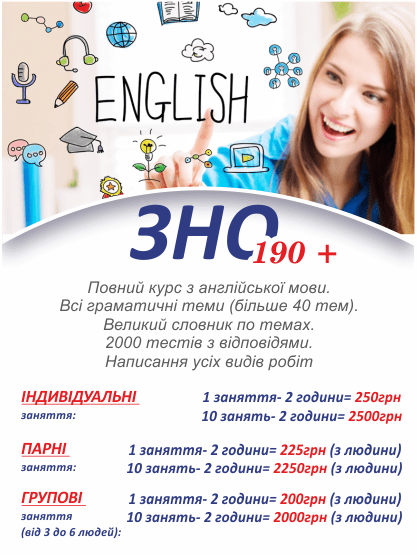 ENGLISH
ЗНО 190 +
Повний курс з англійської мови.
Всі граматичні теми (більше 40 тем).
Великий словник по темах.
2000 тестів з відповідями.
Написання усіх видів робіт
ІНДИВІДУАЛЬНІ 1 заняття- 2 години= 250грн
заняття: 10 занять- 2 години= 2500грн
ПАРНІ 1 заняття- 2 години= 225грн (з людини)
заняття: 10 занять- 2 години= 2250грн (з людини)
ГРУПОВІ 1 заняття- 2 години= 200грн (з людини)
заняття 10 занять- 2 години= 2000грн (з людини)
(від 3 до 6 людей):